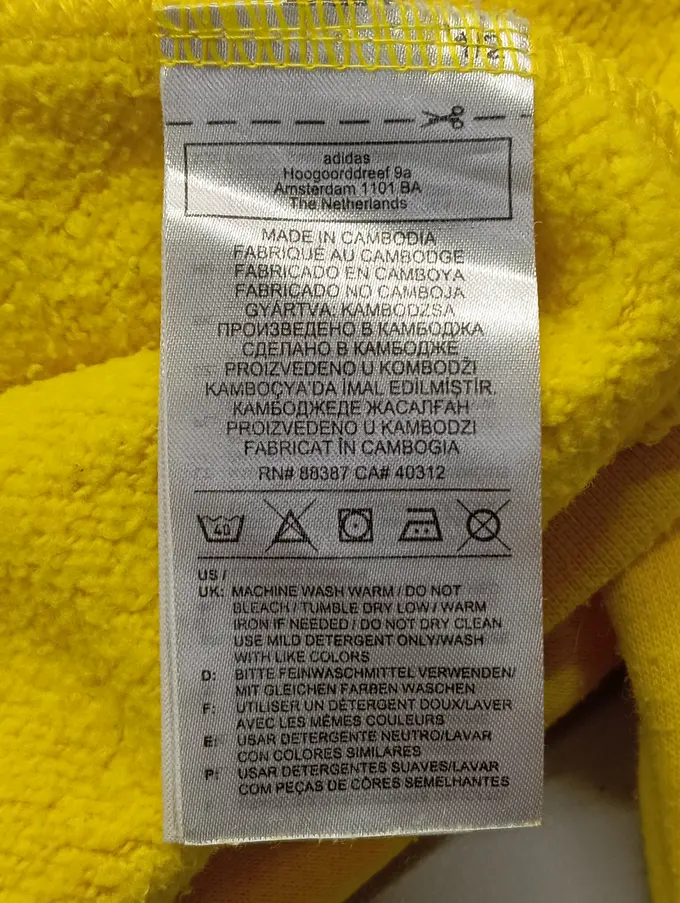 adidas
Hoogoorddreef 9a
Amsterdam 1101 BA
The Netherlands
MADE IN CAMBODIA
FABRIQUÉ AU CAMBODGE
FABRICADO EN CAMBOYA
FABRICADO NO CAMBOJA
GYÁRTVA: KAMBODZSA
ПРОИЗВЕДЕНО В КАМБОДЖА
СДЕЛАНО В КАМБОДЖЕ
PROIZVEDENO U KOMBODŽI
KAMBOÇYA'DA İMAL EDİLMİŞTİR.
КАМБОДЖЕДЕ ЖАСАЛҒАН
PROIZVEDENO U KAMBODZI
FABRICAT ÎN CAMBOGIA
RN# 88387 CA# 40312
40
US /
UK: MACHINE WASH WARM / DO NOT
BLEACH / TUMBLE DRY LOW / WARM
IRON IF NEEDED / DO NOT DRY CLEAN
USE MILD DETERGENT ONLY/WASH
WITH LIKE COLORS
D: BITTE FEINWASCHMITTEL VERWENDEN/
MIT GLEICHEN FARBEN WASCHEN
F: UTILISER UN DÉTERGENT DOUX/LAVER
AVEC LES MÊMES COULEURS
E: USAR DETERGENTE NEUTRO/LAVAR
CON COLORES SIMILARES
P: USAR DETERGENTES SUAVES/LAVAR
COM PEÇAS DE CÔRES SEMELHANTES